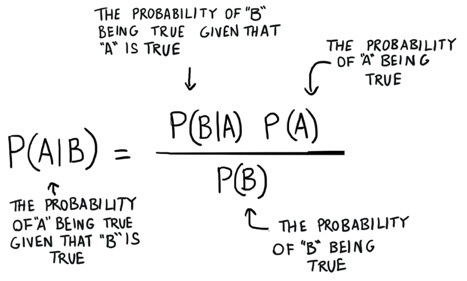 THE PROBABILITY OF "B"
BEING TRUE GIVEN THAT
"A" IS TRUE
THE PROBABILITY
OF "A" BEING
TRUE
P(A|B) = P(B|A) P(A)
P(B)
THE PROBABILITY
OF "A" BEING TRUE
GIVEN THAT "B" IS
TRUE
THE PROBABILITY
OF "B" BEING
TRUE